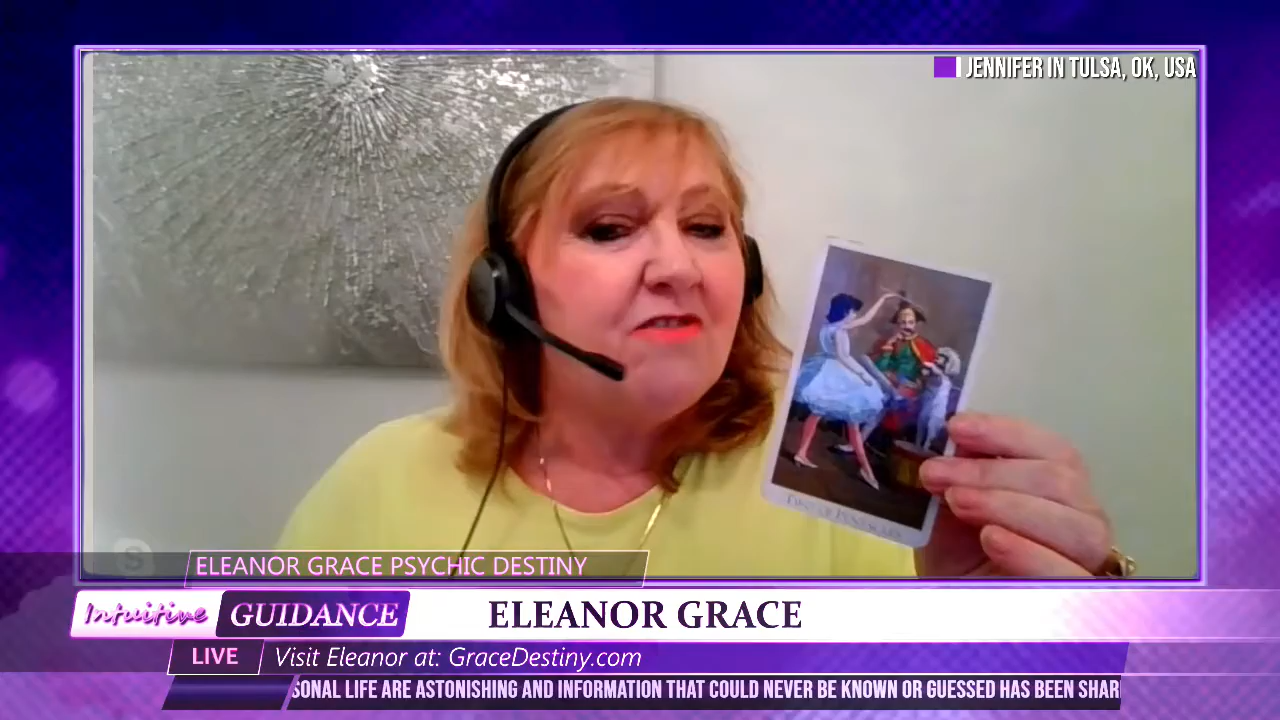 JENNIFER IN TULSA, OK, USA
ELEANOR GRACE PSYCHIC DESTINY
Intuitive GUIDANCE
ELEANOR GRACE
LIVE
Visit Eleanor at: GraceDestiny.com
SONAL LIFE ARE ASTONISHING AND INFORMATION THAT COULD NEVER BE KNOWN OR GUESSED HAS BEEN SHAR